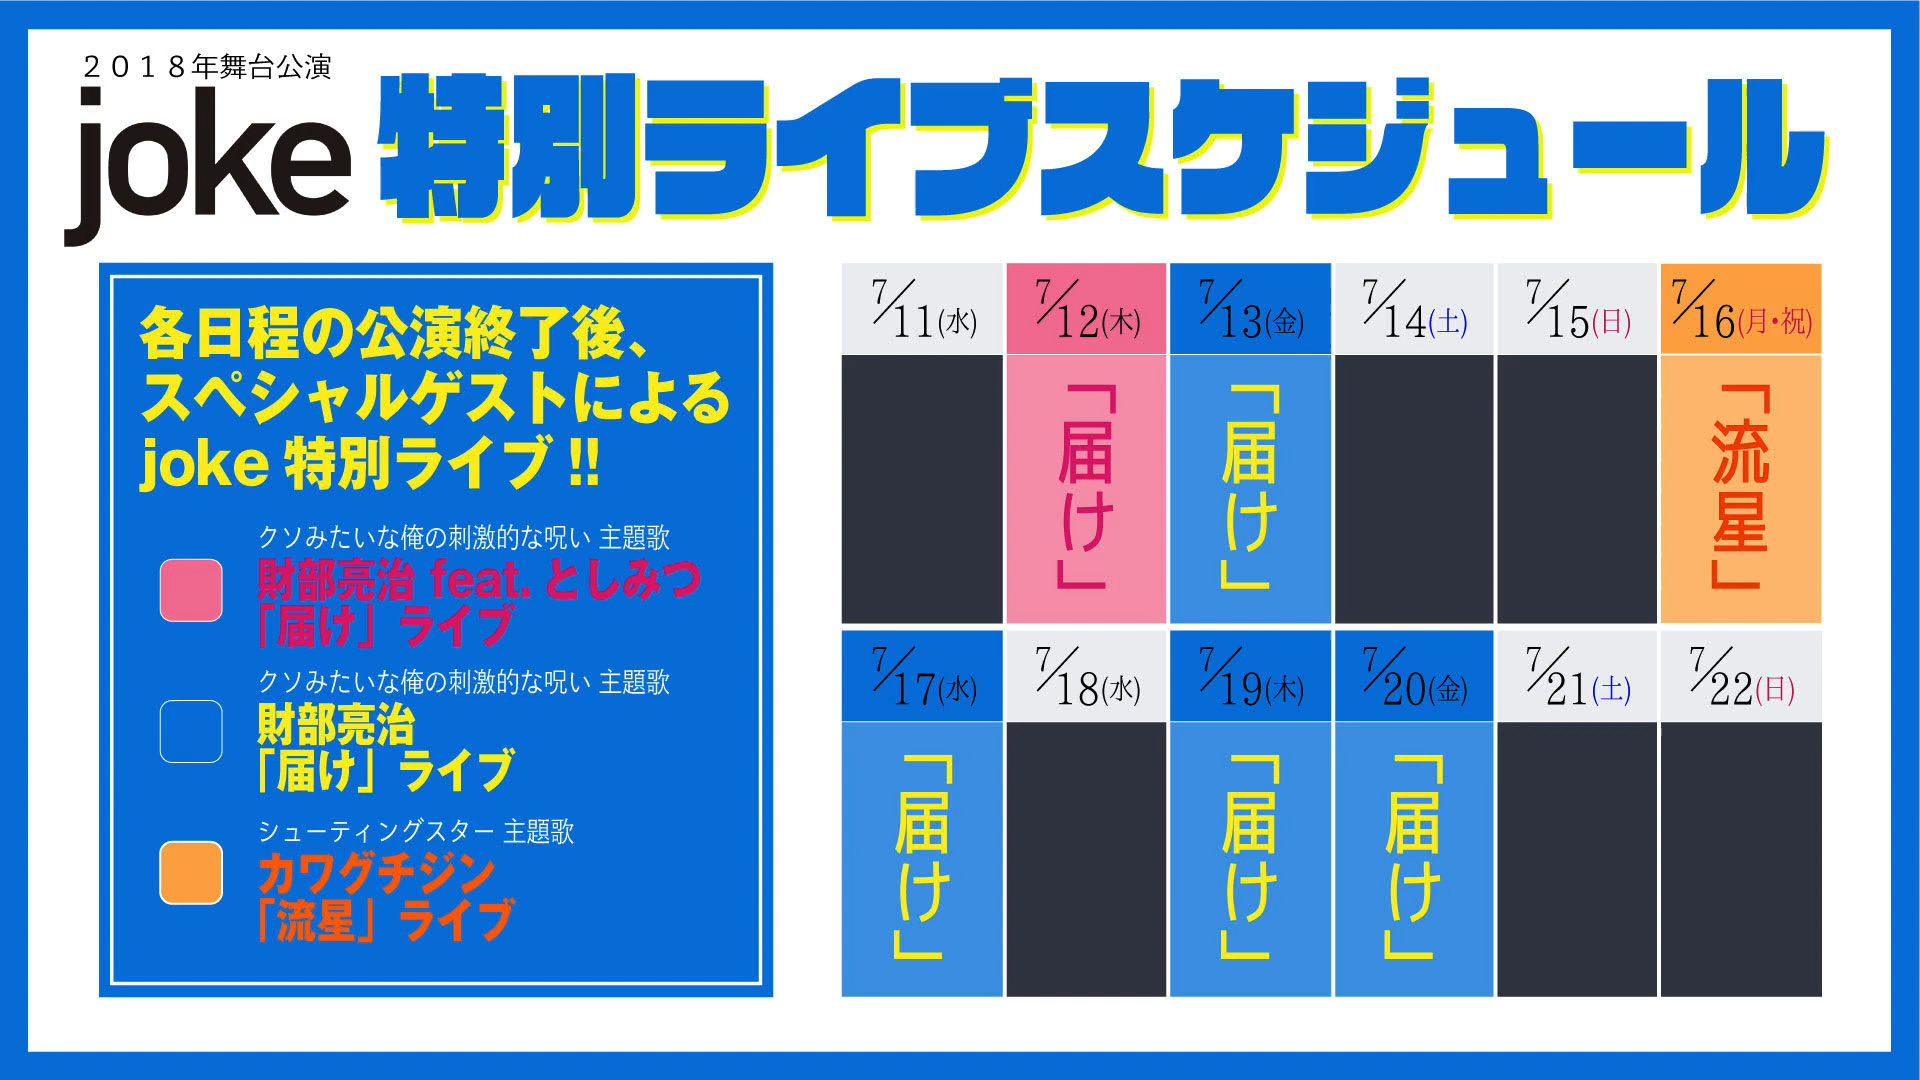 2018年舞台公演
joke 特別ライブスケジュール
各日程の公演終了後、
スペシャルゲストによる
joke 特別ライブ !!
クソみたいな俺の刺激的な呪い 主題歌
財部亮治 feat. としみつ
「届け」ライブ
クソみたいな俺の刺激的な呪い 主題歌
財部亮治
「届け」ライブ
シューティングスター 主題歌
カワグチジン
「流星」ライブ
7/11(水) 7/12(木) 7/13(金) 7/14(土) 7/15(日) 7/16(月・祝)
「届け」
「届け」
「流星」
7/17(水) 7/18(水) 7/19(木) 7/20(金) 7/21(土) 7/22(日)
「届け」
「届け」
「届け」